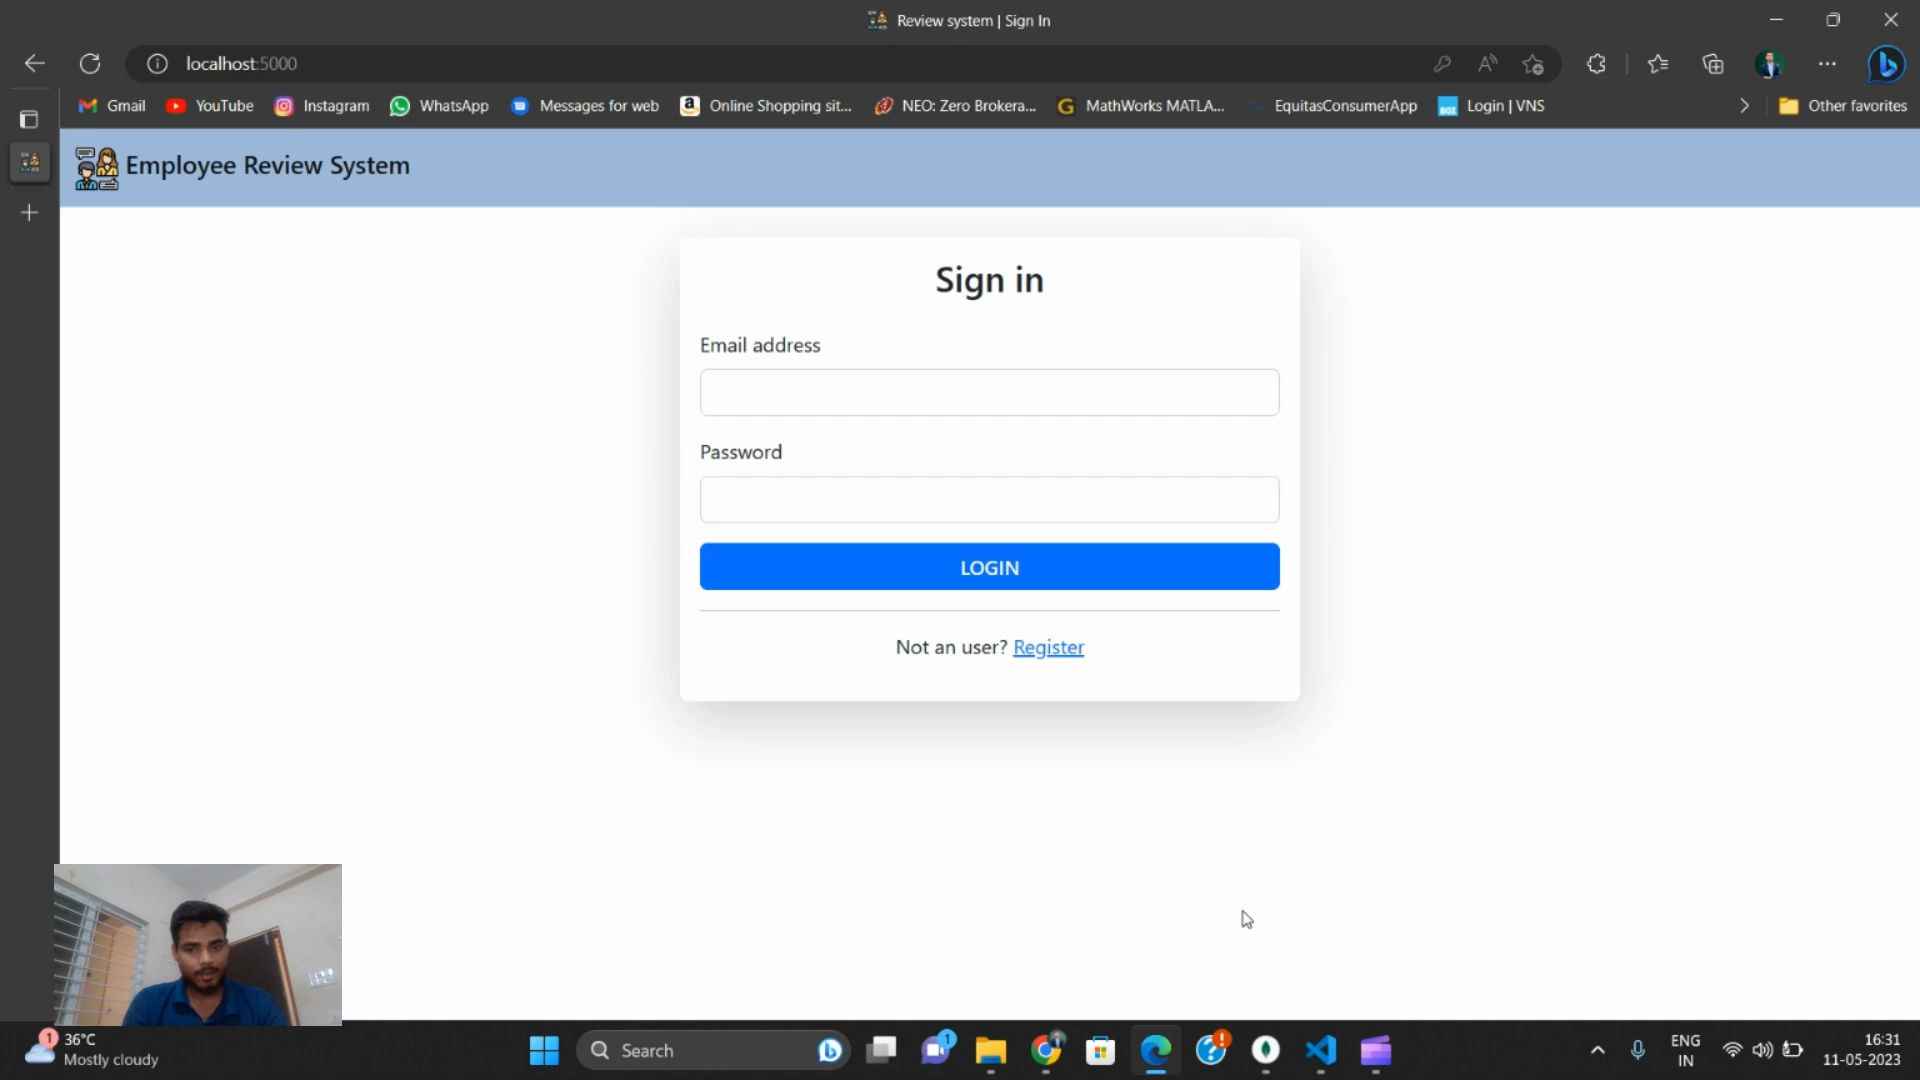 Review system | Sign In
localhost:5000
Gmail
YouTube
Instagram
WhatsApp
Messages for web
Online Shopping sit...
NEO: Zero Brokera...
MathWorks MATLA...
EquitasConsumerApp
Login | VNS
Other favorites
Employee Review System
Sign in
Email address
Password
LOGIN
Not an user? Register
1
36°C
Mostly cloudy
Search
1
ENG
IN
16:31
11-05-2023